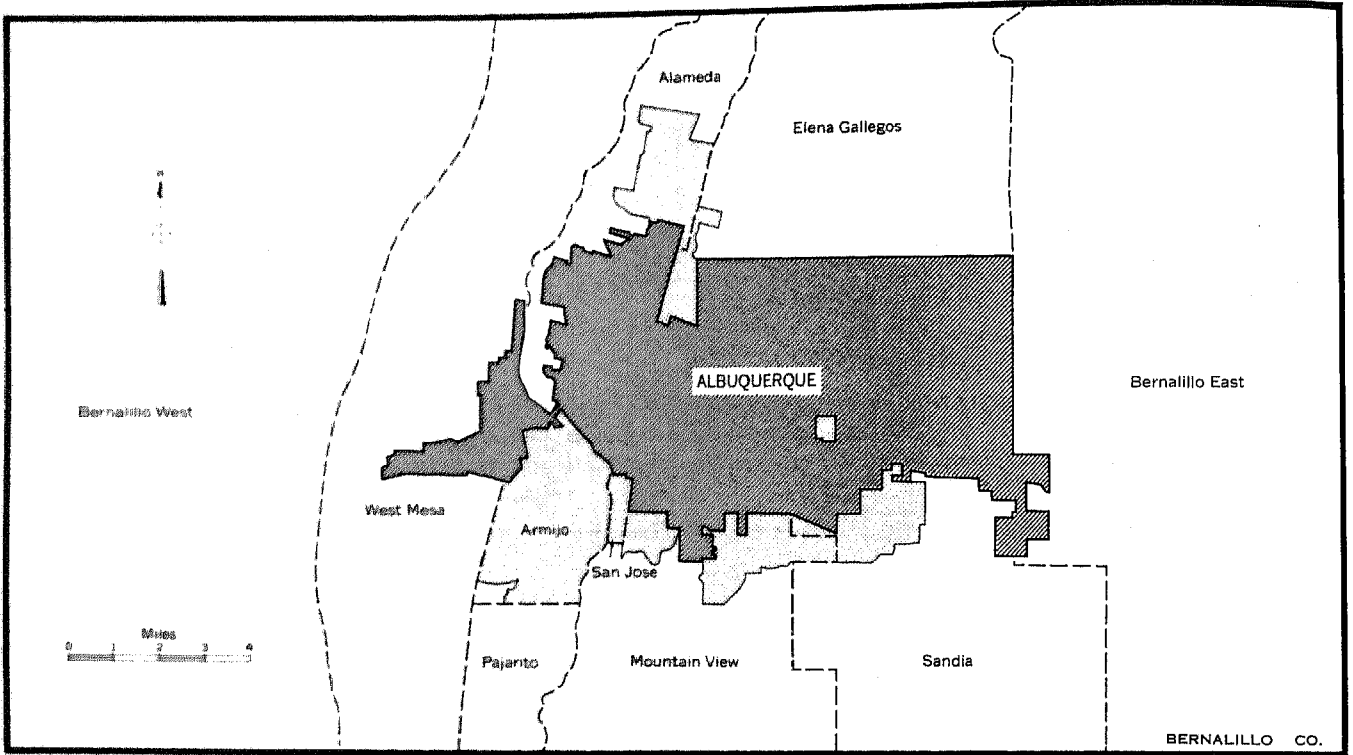 Alameda
Elena Gallegos
N
ALBUQUERQUE
Bernalillo East
Bernalillo West
West Mesa
Armijo
San Jose
Miles
0 1 2 3 4
Pajarito
Mountain View
Sandia
BERNALILLO CO.